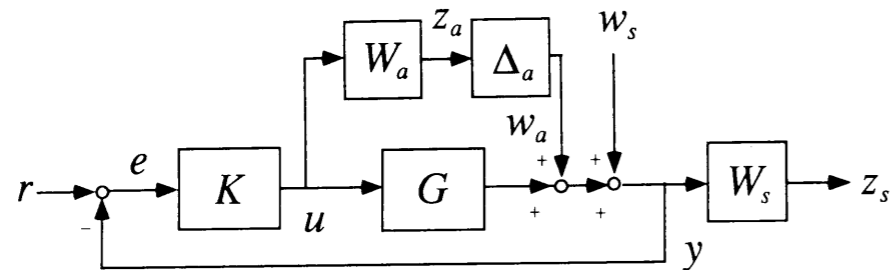 z_a
w_s
W_a
Δ_a
w_a
e
+
+
r
K
G
W_s
z_s
−
u
+
+
y